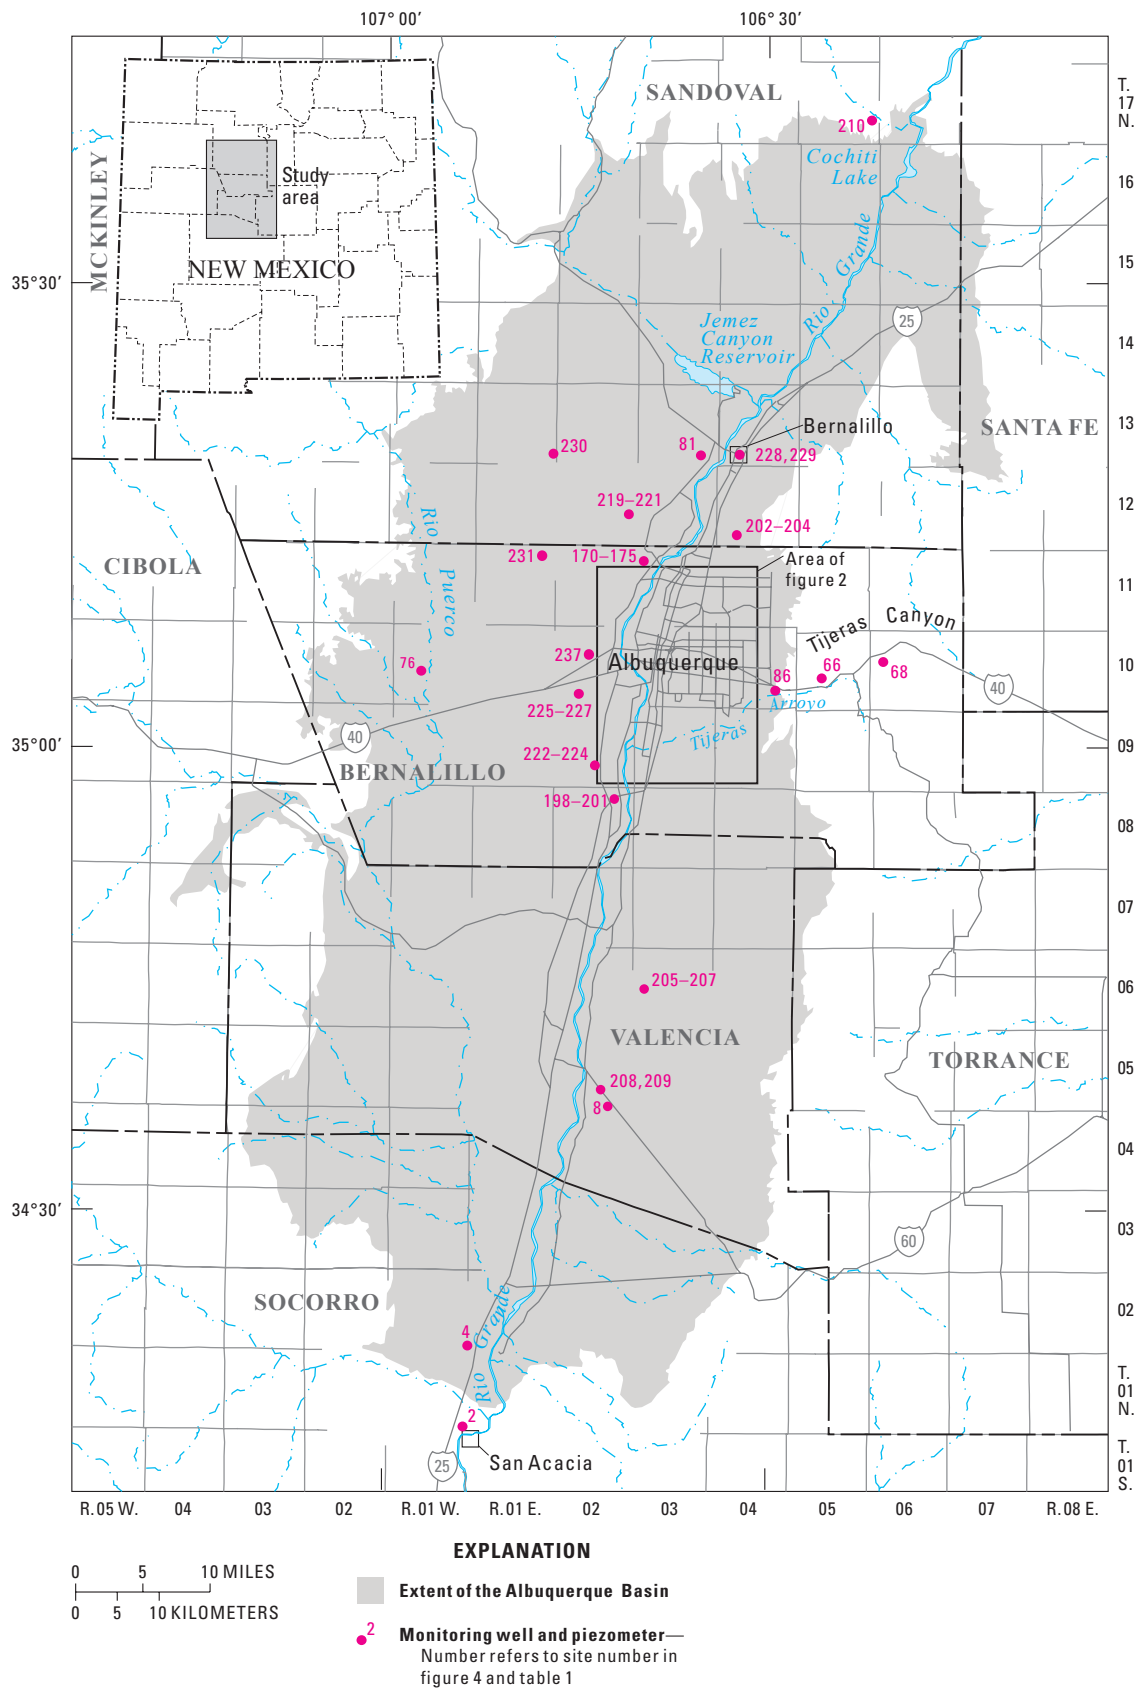 107° 00′
106° 30′
SANDOVAL
T.
17
N.
210
Cochiti
Lake
16
MCKINLEY
Study
area
NEW MEXICO
Rio Grande
15
35°30′
25
Jemez
Canyon
Reservoir
14
13
SANTA FE
Bernalillo
230
81
228,229
219–221
12
202–204
Rio Puerco
CIBOLA
231
170–175
Area of
figure 2
11
Tijeras Canyon
237
Albuquerque
76
86
66
68
10
40
225–227
Arroyo
Tijeras
40
35°00′
09
222–224
BERNALILLO
198–201
08
07
205–207
06
VALENCIA
TORRANCE
05
208,209
8
04
34°30′
03
60
SOCORRO
02
4
Rio Grande
T.
01
N.
2
San Acacia
25
T.
01
S.
R.05 W. 04 03 02 R.01 W. R.01 E. 02 03 04 05 06 07 R.08 E.
EXPLANATION
0 5 10 MILES
0 5 10 KILOMETERS
Extent of the Albuquerque Basin
2
Monitoring well and piezometer—
Number refers to site number in
figure 4 and table 1